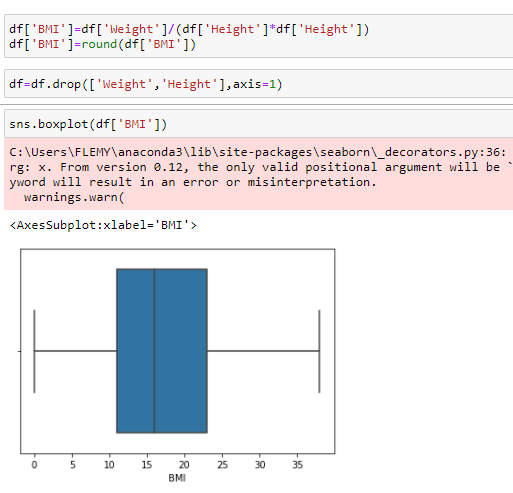 df['BMI']=df['Weight']/(df['Height']*df['Height'])
df['BMI']=round(df['BMI'])
df=df.drop(['Weight','Height'],axis=1)
sns.boxplot(df['BMI'])
C:\Users\FLEMY\anaconda3\lib\site-packages\seaborn\_decorators.py:36:
rg: x. From version 0.12, the only valid positional argument will be `
yword will result in an error or misinterpretation.
  warnings.warn(
<AxesSubplot:xlabel='BMI'>
0 5 10 15 20 25 30 35
BMI